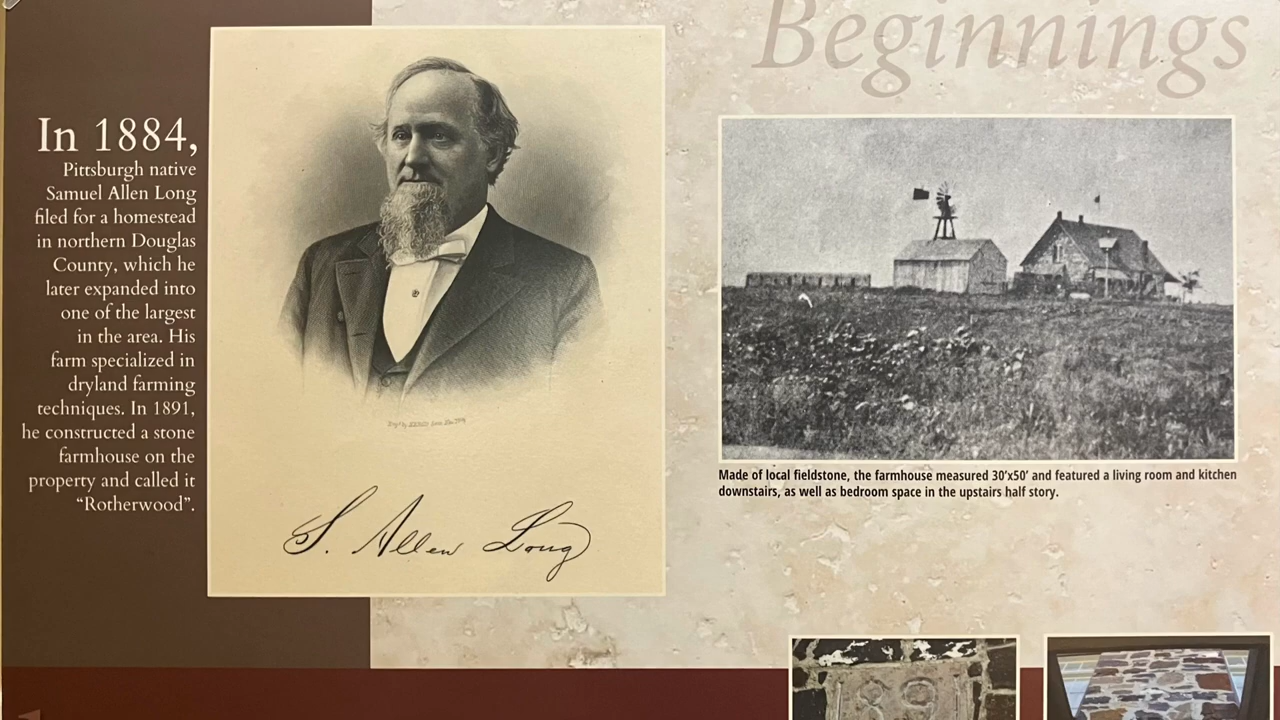 Beginnings
In 1884,
Pittsburgh native
Samuel Allen Long
filed for a homestead
in northern Douglas
County, which he
later expanded into
one of the largest
in the area. His
farm specialized in
dryland farming
techniques. In 1891,
he constructed a stone
farmhouse on the
property and called it
“Rotherwood”.
S. Allen Long
Made of local fieldstone, the farmhouse measured 30’x50’ and featured a living room and kitchen
downstairs, as well as bedroom space in the upstairs half story.